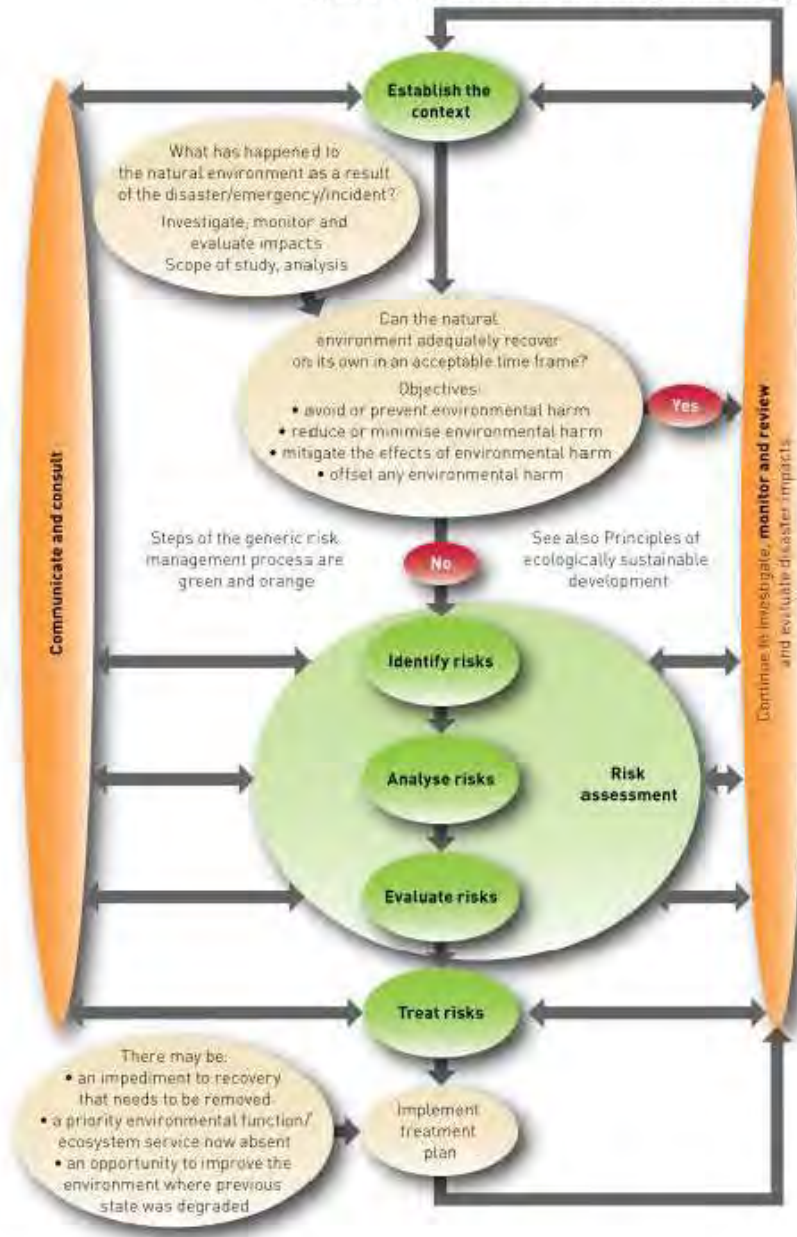 Establish the
context
What has happened to
the natural environment as a result
of the disaster/emergency/incident?
Investigate, monitor and
evaluate impacts
Scope of study, analysis
Can the natural
environment adequately recover
on its own in an acceptable time frame?
Objectives:
• avoid or prevent environmental harm
• reduce or minimise environmental harm
• mitigate the effects of environmental harm
• offset any environmental harm
Yes
Communicate and consult
Continue to investigate, monitor and review
and evaluate disaster impacts
Steps of the generic risk
management process are
green and orange
No
See also Principles of
ecologically sustainable
development
Identify risks
Analyse risks
Risk
assessment
Evaluate risks
Treat risks
There may be:
• an impediment to recovery
that needs to be removed
• a priority environmental function/
ecosystem service now absent
• an opportunity to improve the
environment where previous
state was degraded
Implement
treatment
plan